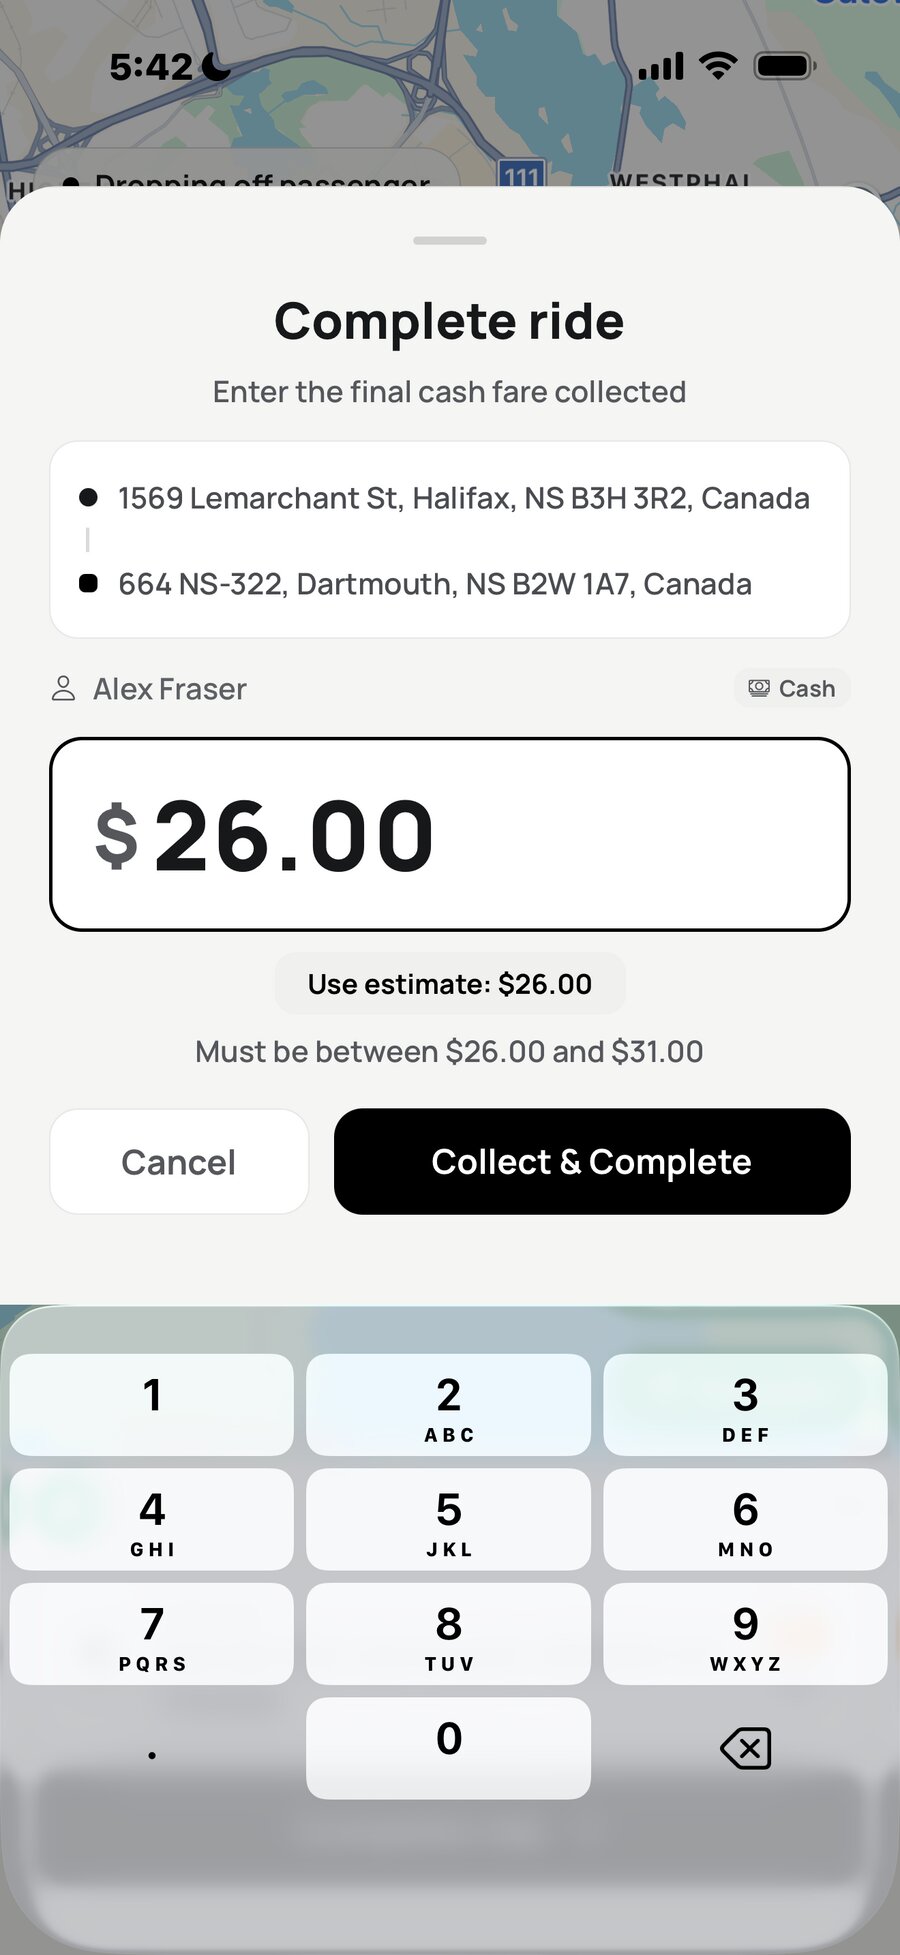 5:42
111
Dropping off passenger
WESTPHAL
Complete ride
Enter the final cash fare collected
1569 Lemarchant St, Halifax, NS B3H 3R2, Canada
664 NS-322, Dartmouth, NS B2W 1A7, Canada
Alex Fraser
Cash
$26.00
Use estimate: $26.00
Must be between $26.00 and $31.00
Cancel
Collect & Complete
1
2
ABC
3
DEF
4
GHI
5
JKL
6
MNO
7
PQRS
8
TUV
9
WXYZ
.
0